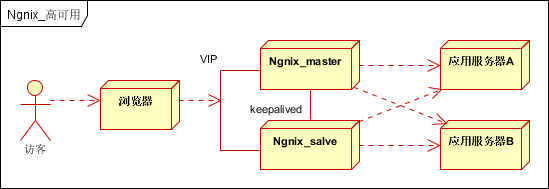 Ngnix_高可用
VIP
Ngnix_master
应用服务器A
浏览器
keepalived
访客
Ngnix_salve
应用服务器B